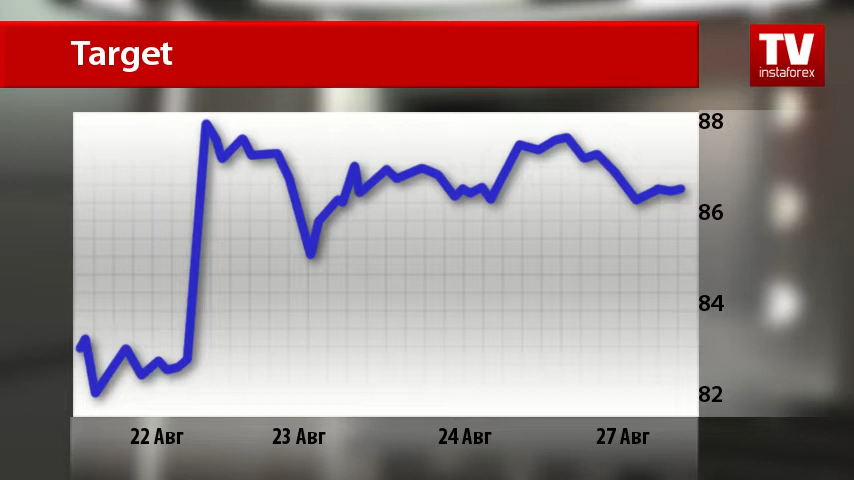 Target
TV
instaforex
88
86
84
82
22 Авг
23 Авг
24 Авг
27 Авг